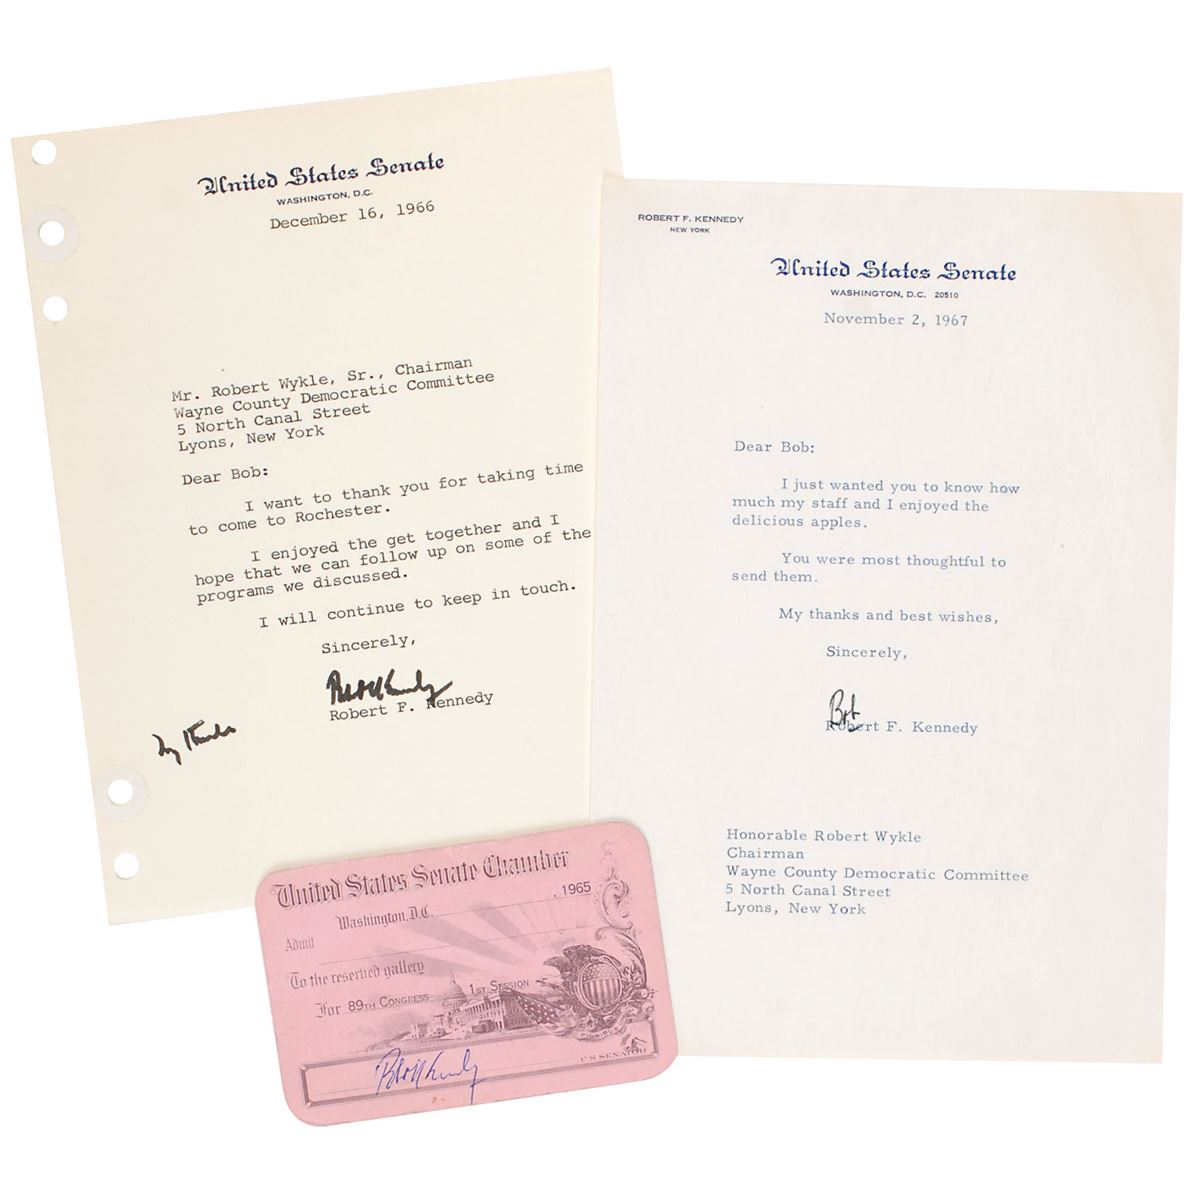 United States Senate
WASHINGTON, D.C.
December 16, 1966
Mr. Robert Wykle, Sr., Chairman
Wayne County Democratic Committee
5 North Canal Street
Lyons, New York
Dear Bob:
I want to thank you for taking time
to come to Rochester.
I enjoyed the get together and I
hope that we can follow up on some of the
programs we discussed.
I will continue to keep in touch.
Sincerely,
Robert F. Kennedy
My thanks
ROBERT F. KENNEDY
NEW YORK
United States Senate
WASHINGTON, D.C. 20510
November 2, 1967
Dear Bob:
I just wanted you to know how
much my staff and I enjoyed the
delicious apples.
You were most thoughtful to
send them.
My thanks and best wishes,
Sincerely,
Bob
Robert F. Kennedy
Honorable Robert Wykle
Chairman
Wayne County Democratic Committee
5 North Canal Street
Lyons, New York
United States Senate Chamber
Washington, D.C. , 1965
Admit
To the reserved gallery
For 89TH CONGRESS 1ST SESSION
U.S. SENATOR